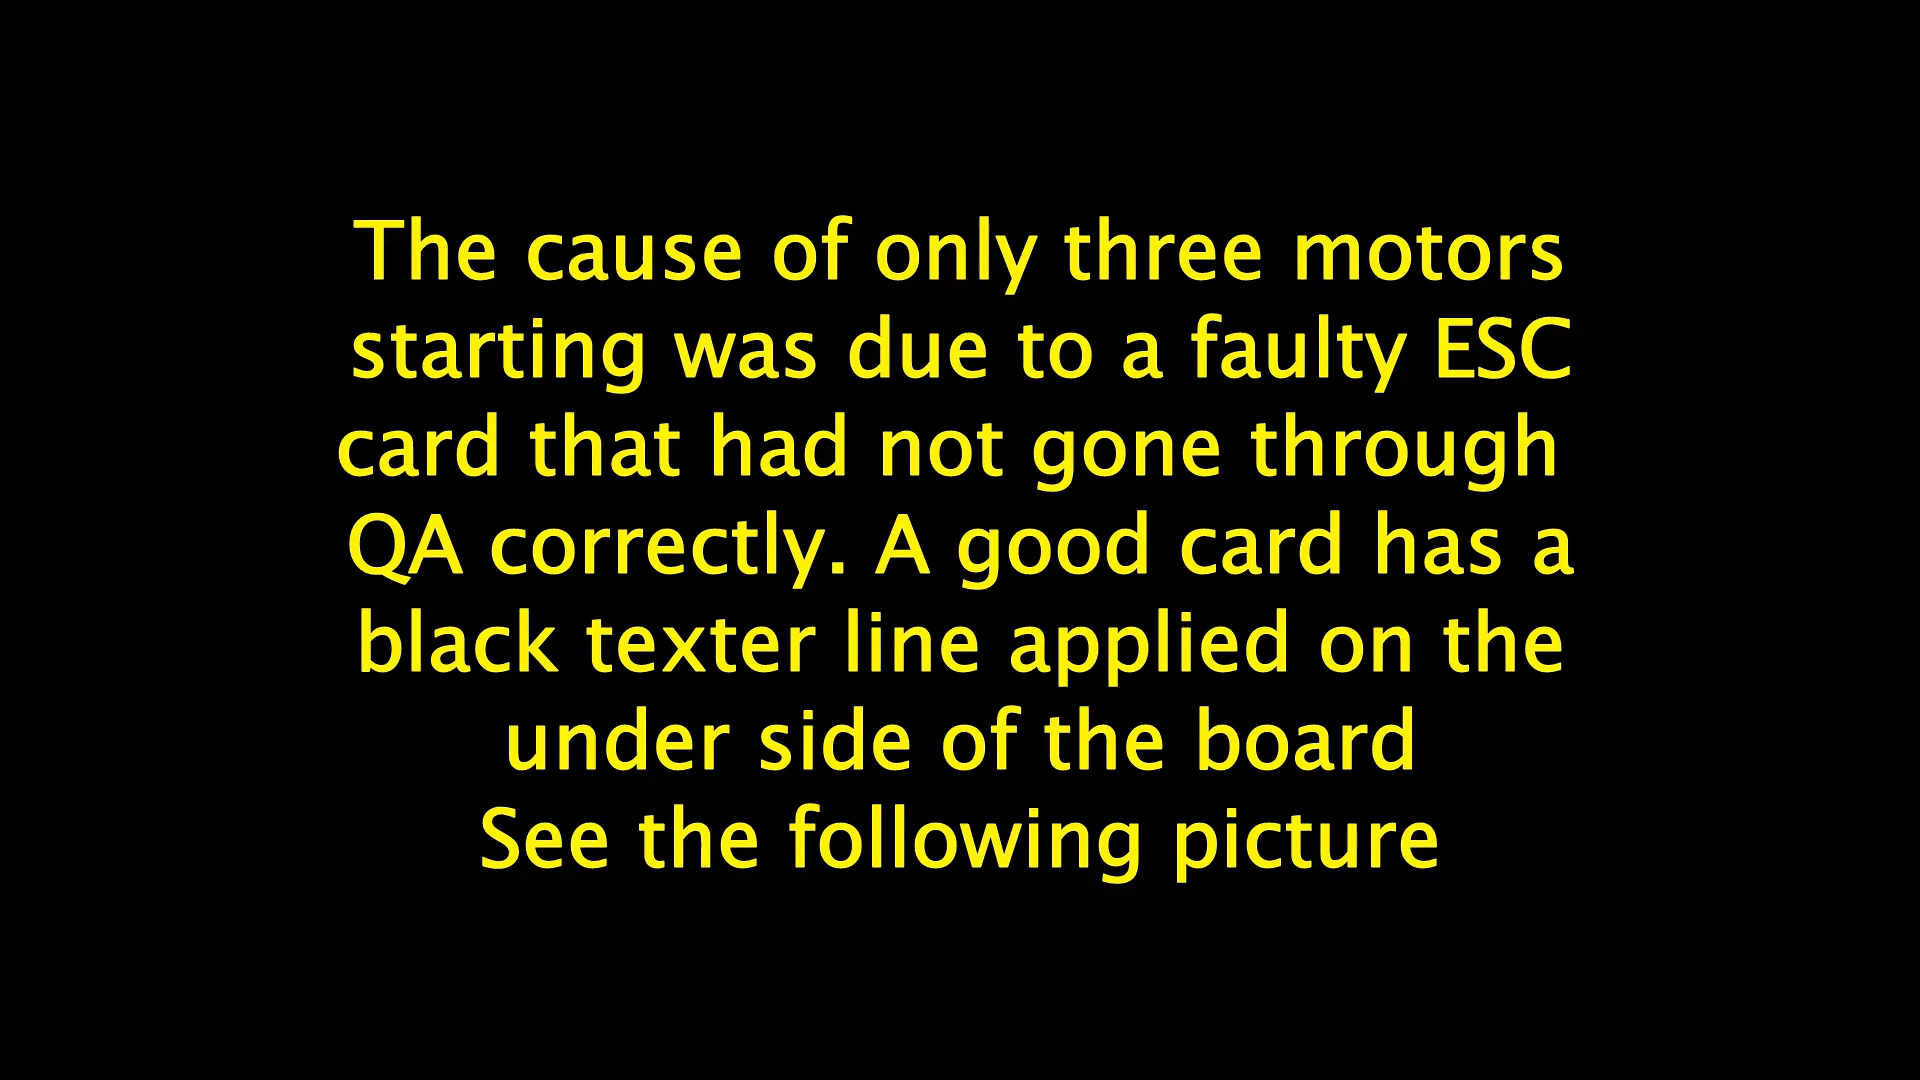 The cause of only three motors
starting was due to a faulty ESC
card that had not gone through
QA correctly. A good card has a
black texter line applied on the
under side of the board
See the following picture